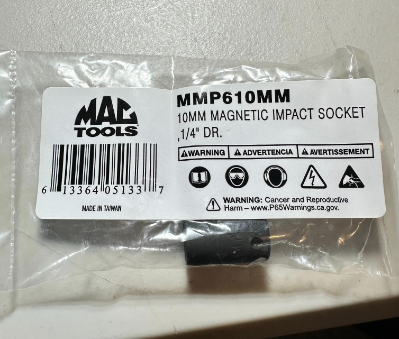 MAC
TOOLS
MMP610MM
10MM MAGNETIC IMPACT SOCKET
,1/4" DR.
WARNING ADVERTENCIA AVERTISSEMENT
6 13364 05133 7
MADE IN TAIWAN
WARNING: Cancer and Reproductive
Harm – www.P65Warnings.ca.gov.